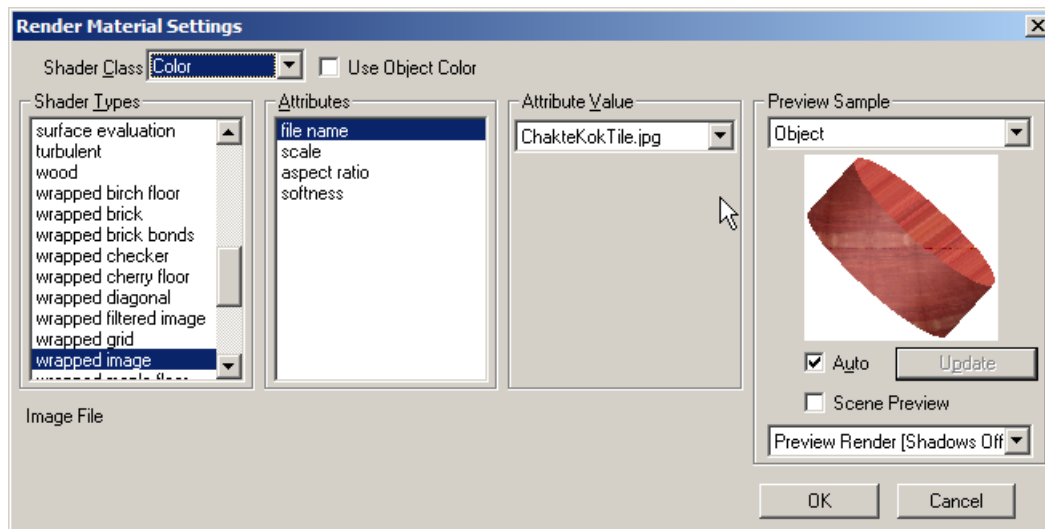 Render Material Settings
Shader Class Color Use Object Color
Shader Types
surface evaluation
turbulent
wood
wrapped birch floor
wrapped brick
wrapped brick bonds
wrapped checker
wrapped cherry floor
wrapped diagonal
wrapped filtered image
wrapped grid
wrapped image
Image File
Attributes
file name
scale
aspect ratio
softness
Attribute Value
ChakteKokTile.jpg
Preview Sample
Object
Auto Update
Scene Preview
Preview Render [Shadows Off
OK Cancel